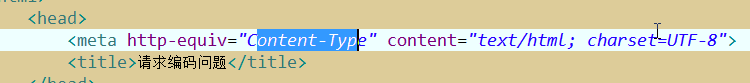 <head>
<meta http-equiv="Content-Type" content="text/html; charset=UTF-8">
<title>请求编码问题</title>
</head>